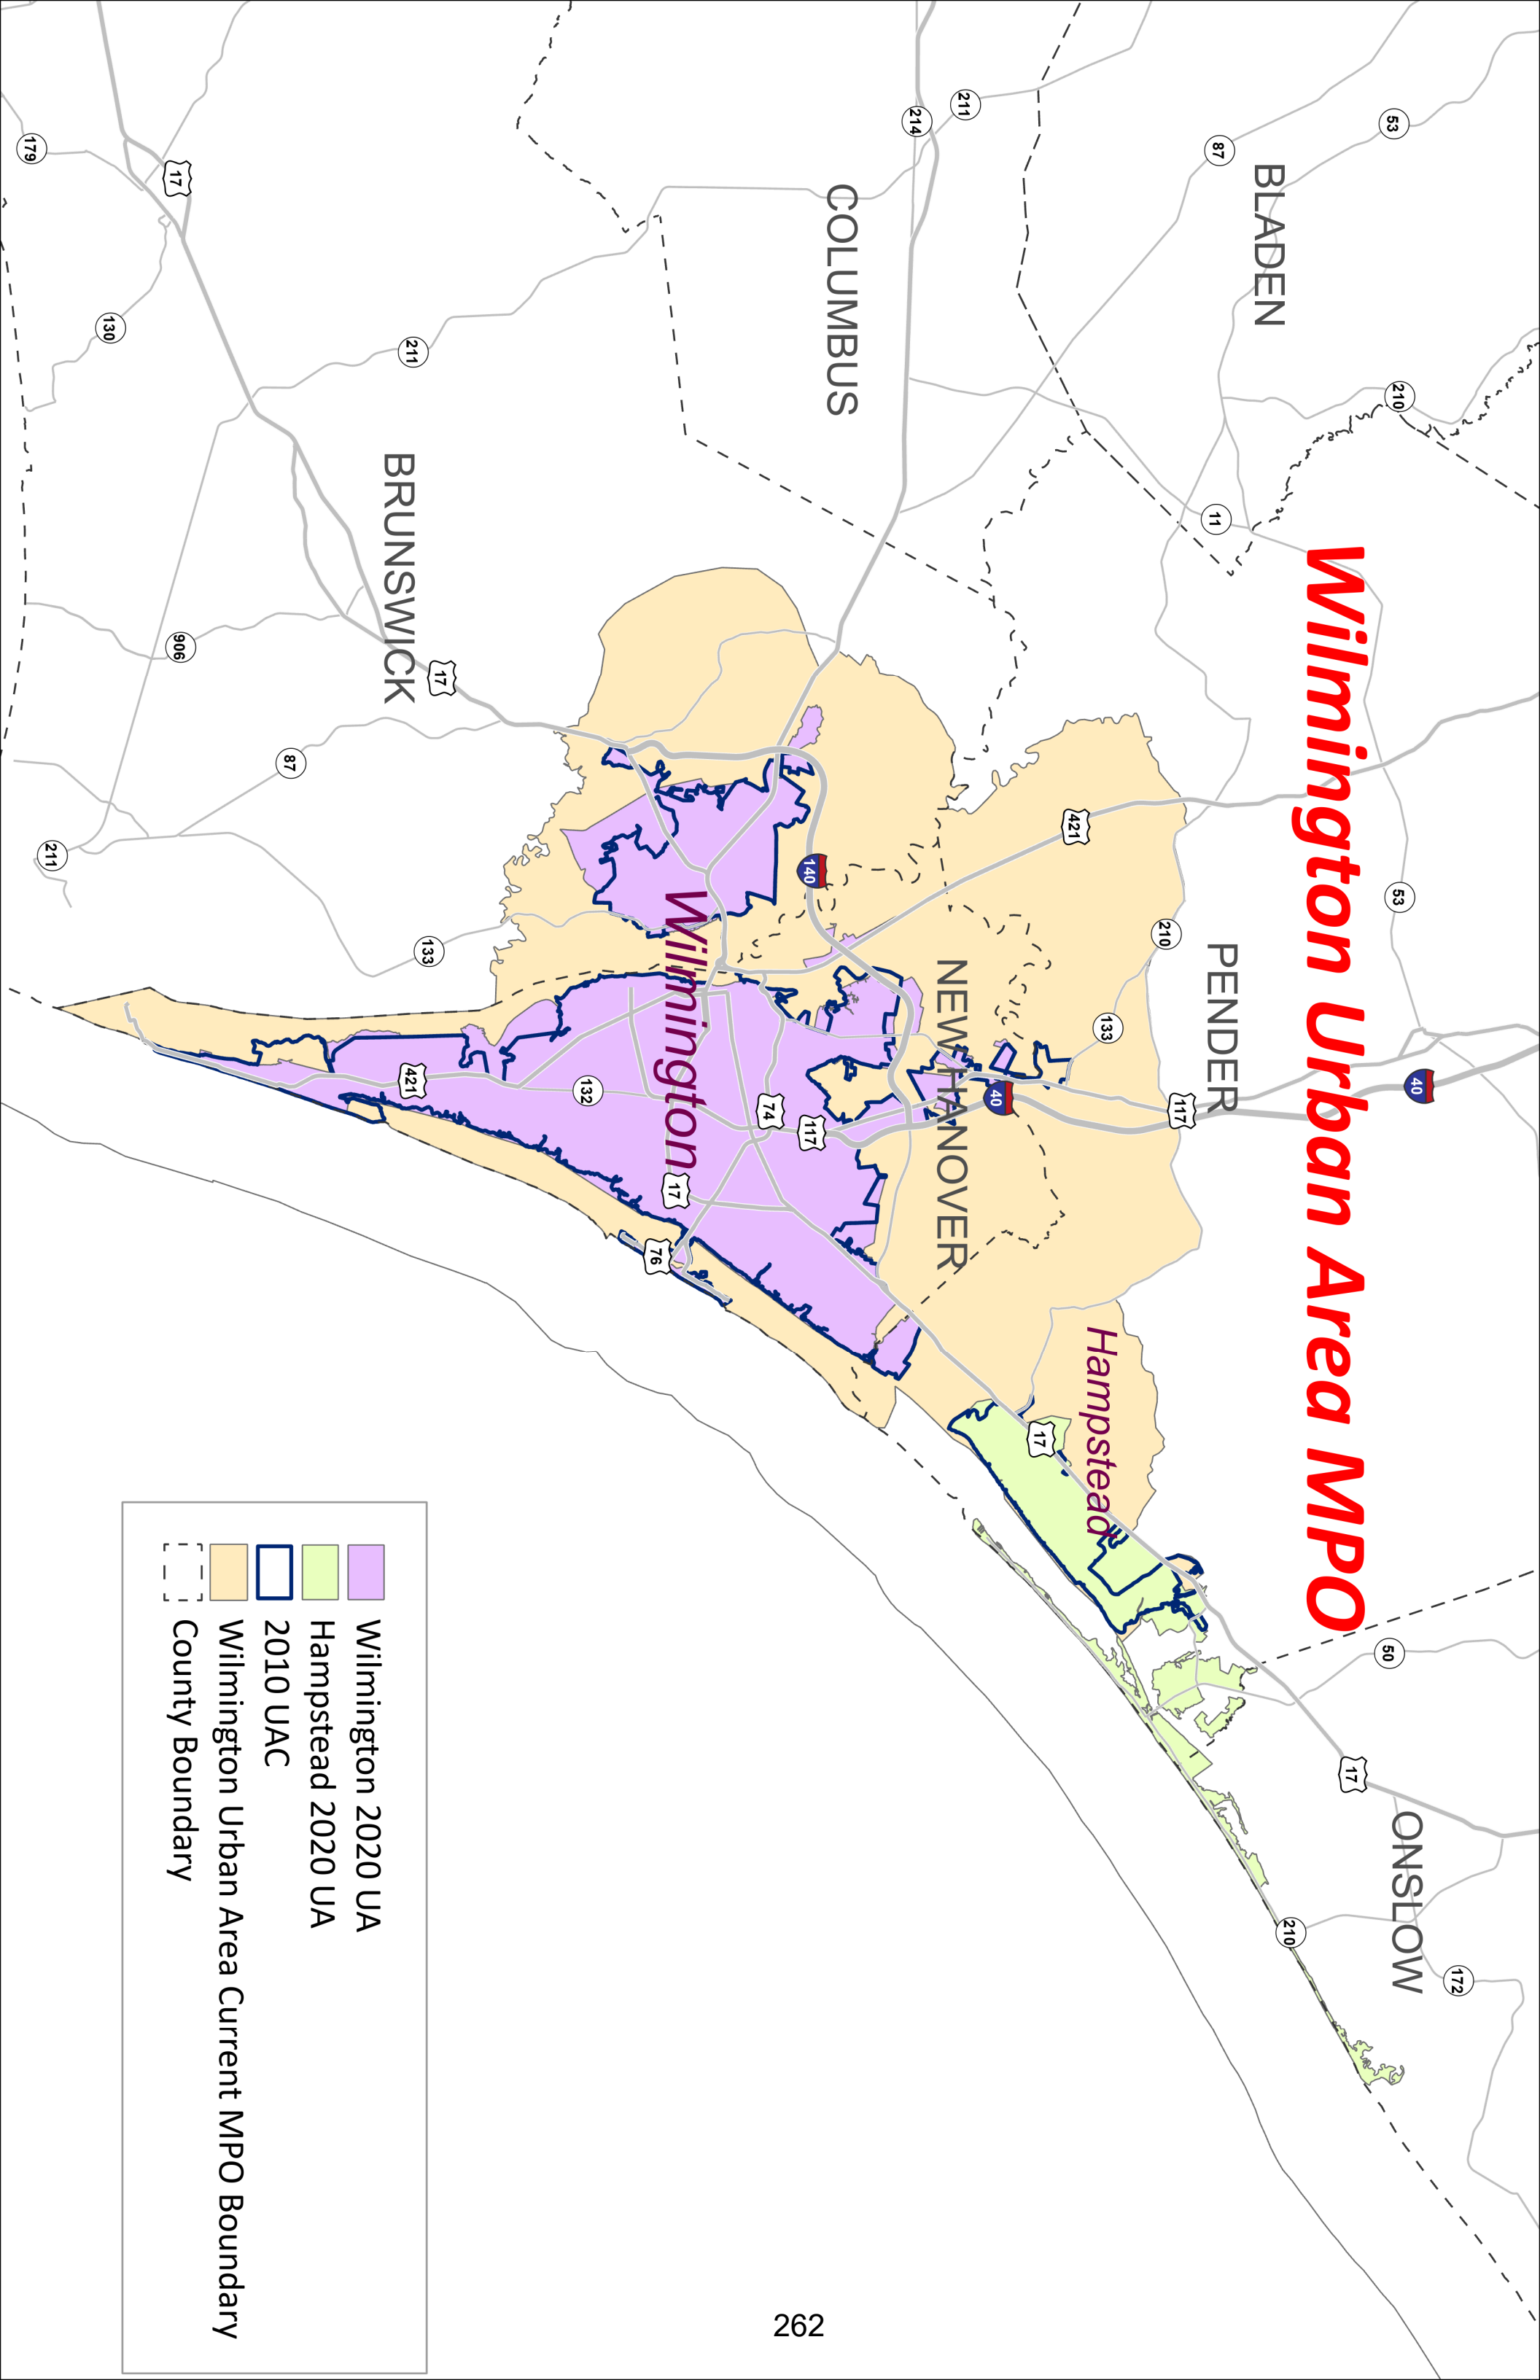 Wilmington Urban Area MPO
BLADEN
COLUMBUS
BRUNSWICK
PENDER
NEW HANOVER
ONSLOW
Wilmington
Hampstead
53
87
211
214
210
11
17
179
130
211
906
17
87
211
133
421
140
210
53
133
40
117
40
117
74
132
421
17
76
17
50
17
210
172
Wilmington 2020 UA
Hampstead 2020 UA
2010 UAC
Wilmington Urban Area Current MPO Boundary
County Boundary
262